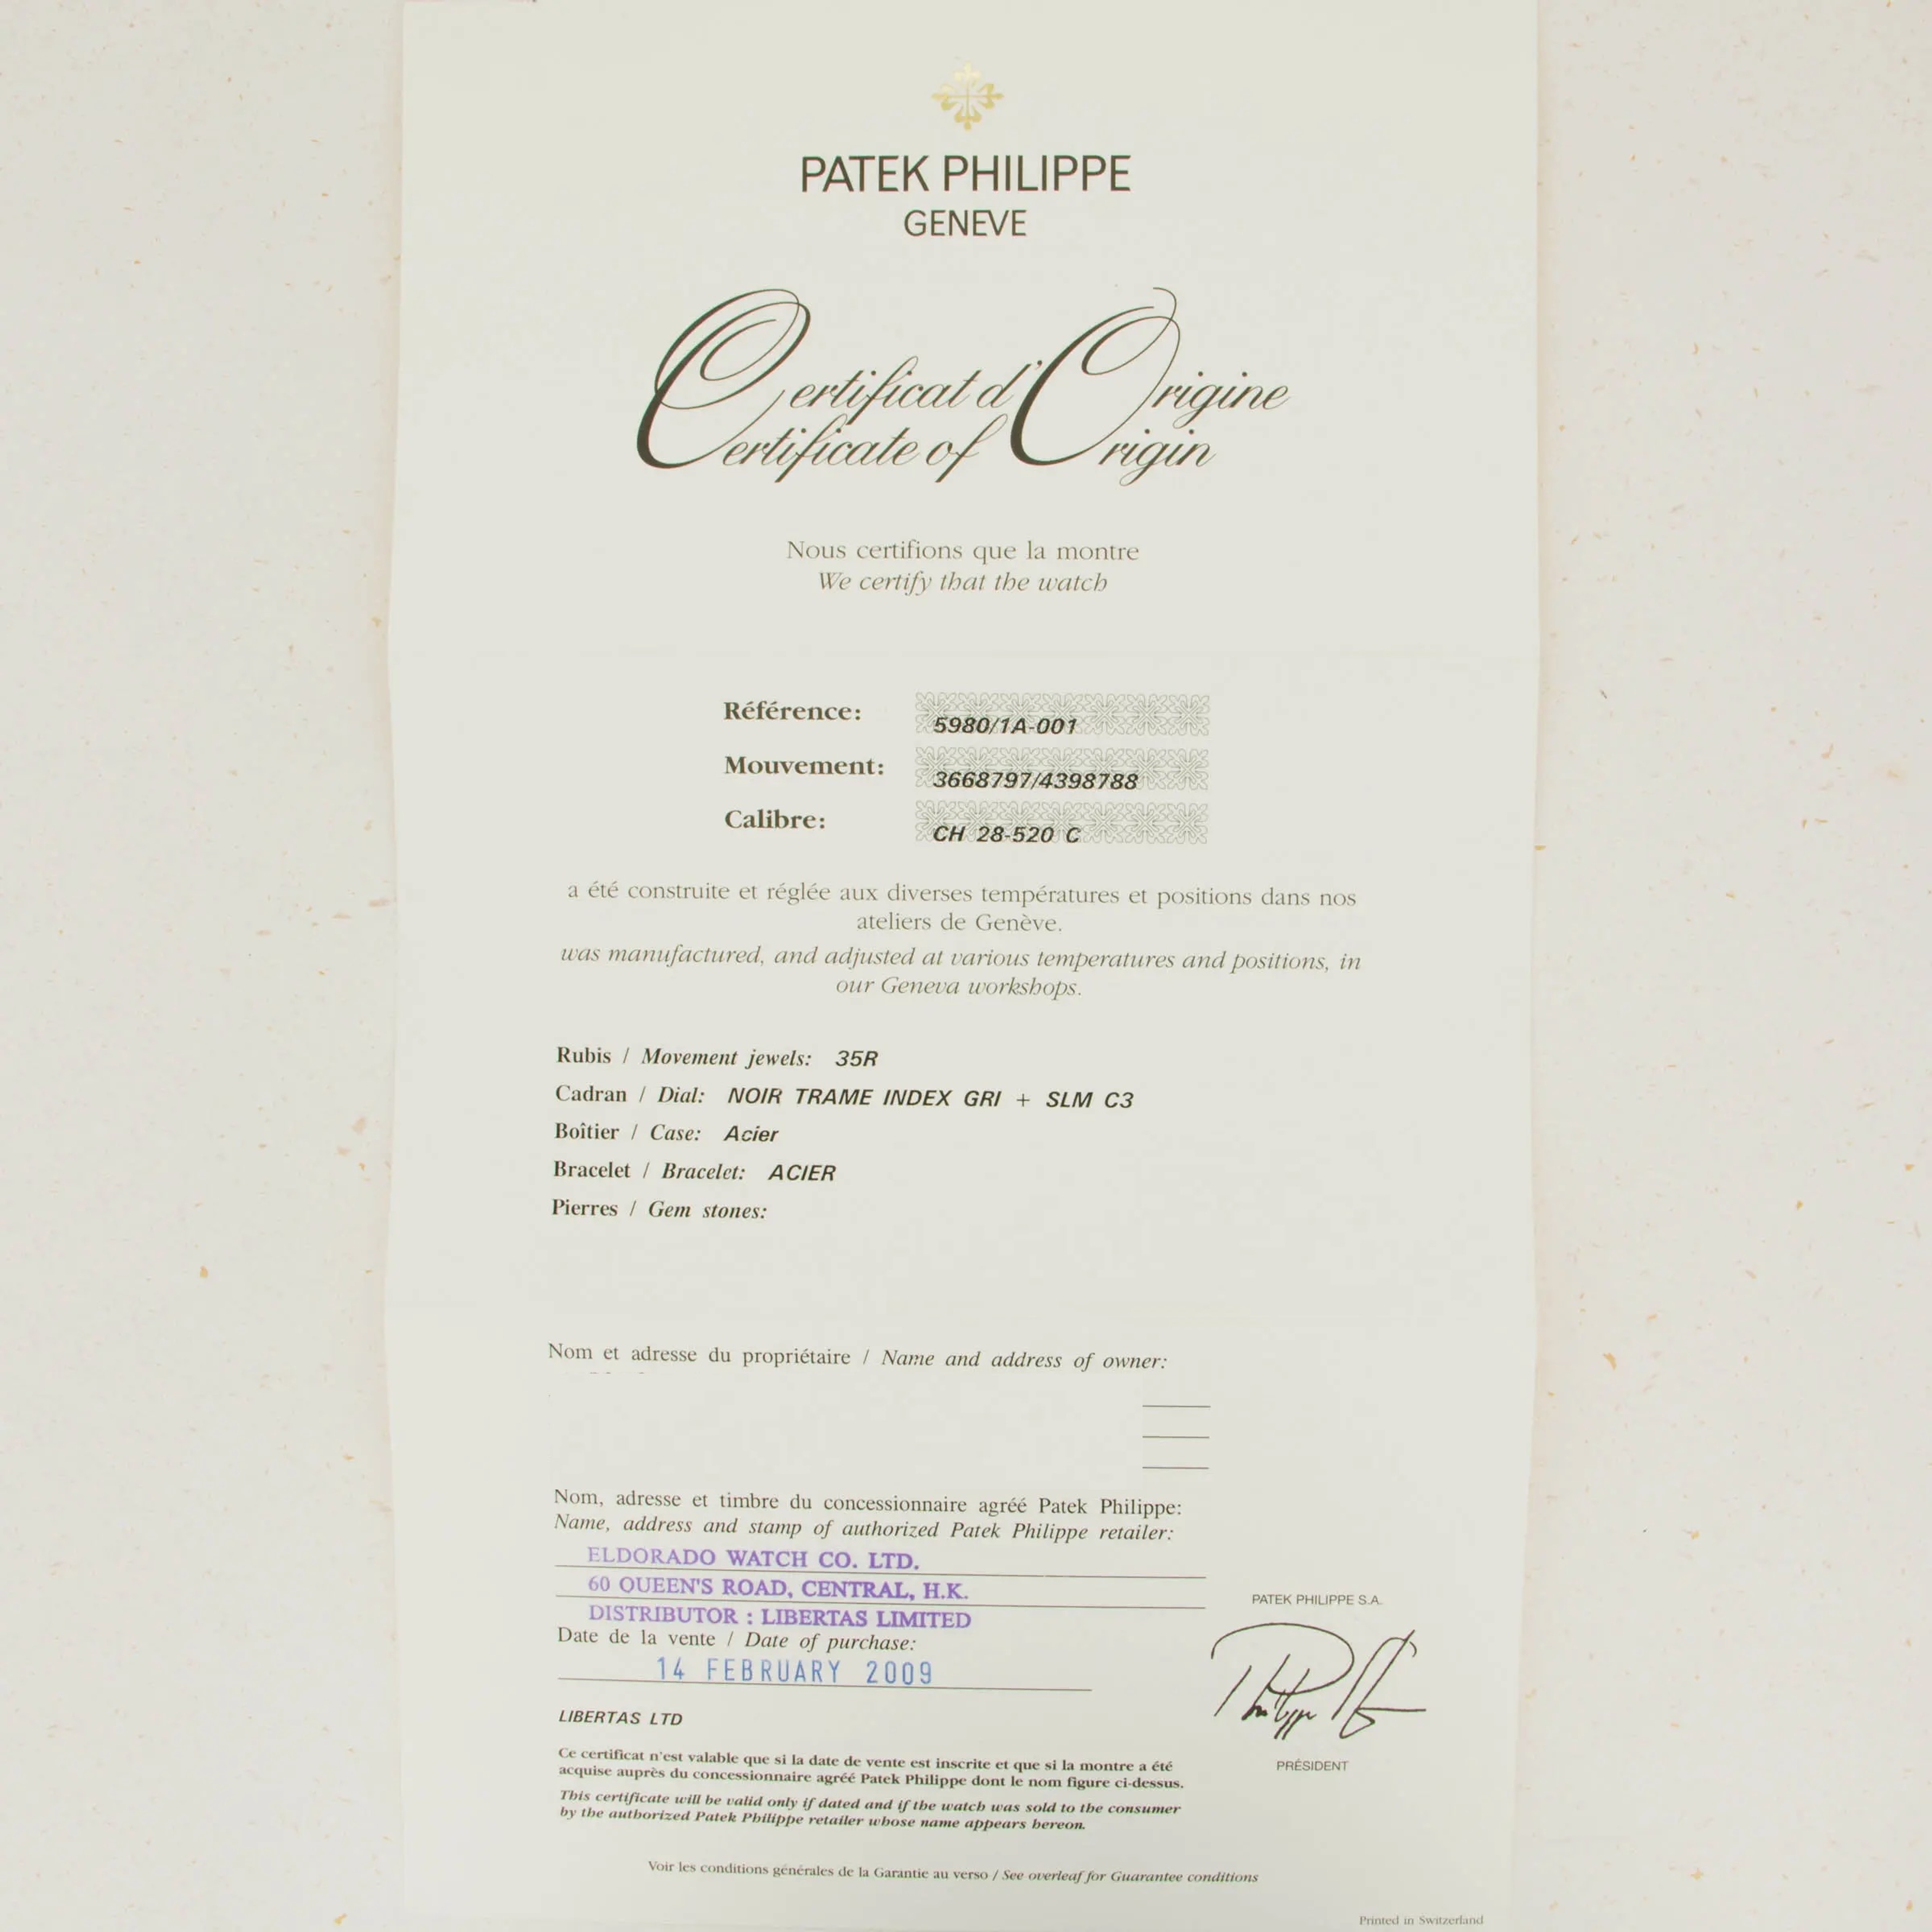 PATEK PHILIPPE
GENEVE
Certificat d'Origine
Certificate of Origin
Nous certifions que la montre
We certify that the watch
Référence: 5980/1A-001
Mouvement: 3668797/4398788
Calibre: CH 28-520 C
a été construite et réglée aux diverses températures et positions dans nos
ateliers de Genève.
was manufactured, and adjusted at various temperatures and positions, in
our Geneva workshops.
Rubis / Movement jewels: 35R
Cadran / Dial: NOIR TRAME INDEX GRI + SLM C3
Boîtier / Case: Acier
Bracelet / Bracelet: ACIER
Pierres / Gem stones:
Nom et adresse du propriétaire / Name and address of owner:
Nom, adresse et timbre du concessionnaire agréé Patek Philippe:
Name, address and stamp of authorized Patek Philippe retailer:
ELDORADO WATCH CO. LTD.
60 QUEEN'S ROAD, CENTRAL, H.K.
DISTRIBUTOR : LIBERTAS LIMITED
Date de la vente / Date of purchase:
14 FEBRUARY 2009
LIBERTAS LTD
PATEK PHILIPPE S.A.
PRÉSIDENT
Ce certificat n'est valable que si la date de vente est inscrite et que si la montre a été
acquise auprès du concessionnaire agréé Patek Philippe dont le nom figure ci-dessus.
This certificate will be valid only if dated and if the watch was sold to the consumer
by the authorized Patek Philippe retailer whose name appears hereon.
Voir les conditions générales de la Garantie au verso / See overleaf for Guarantee conditions
Printed in Switzerland